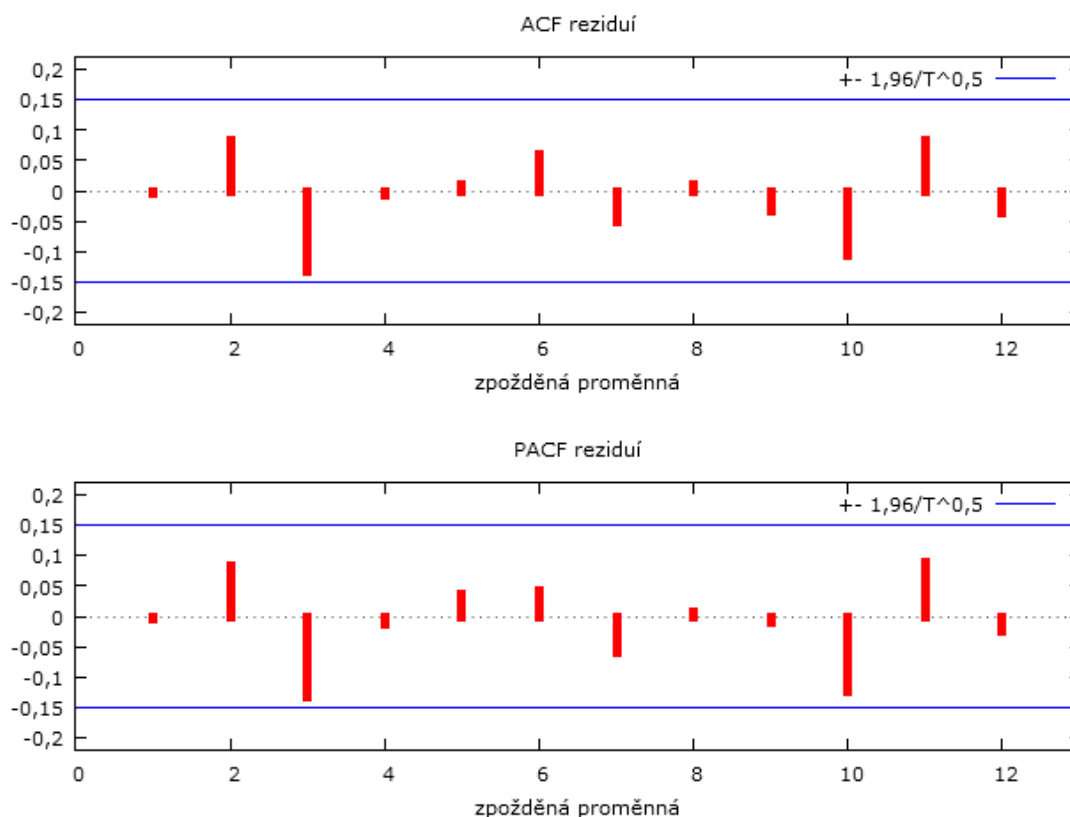 ACF reziduí
+- 1,96/T^0,5
0,2
0,15
0,1
0,05
0
-0,05
-0,1
-0,15
-0,2
0 2 4 6 8 10 12
zpožděná proměnná
PACF reziduí
+- 1,96/T^0,5
0,2
0,15
0,1
0,05
0
-0,05
-0,1
-0,15
-0,2
0 2 4 6 8 10 12
zpožděná proměnná